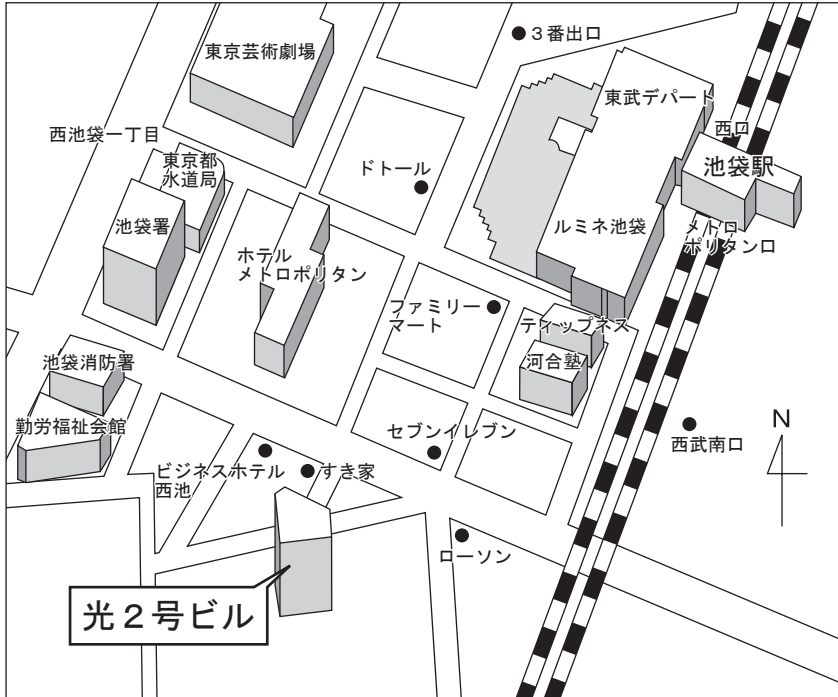 ３番出口
東京芸術劇場
東武デパート
西池袋一丁目
西口
東京都
水道局
ドトール
池袋駅
池袋署
ルミネ池袋
メトロ
ポリタン口
ホテル
メトロポリタン
ファミリー
マート
ティップネス
池袋消防署
河合塾
勤労福祉会館
セブンイレブン
N
西武南口
ビジネスホテル
西池
すき家
ローソン
光２号ビル